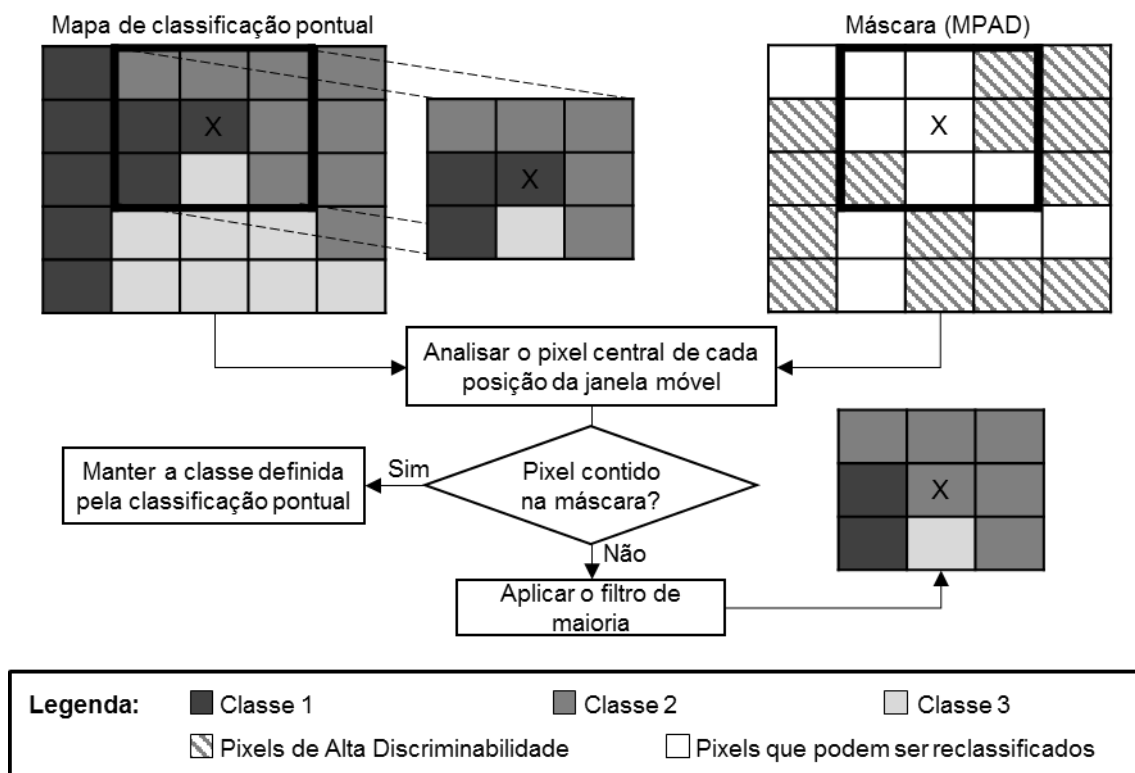 Mapa de classificação pontual
Máscara (MPAD)
X
X
X
Analisar o pixel central de cada
posição da janela móvel
Manter a classe definida
pela classificação pontual
Sim
Pixel contido
na máscara?
X
Não
Aplicar o filtro de
maioria
Legenda:
Classe 1
Classe 2
Classe 3
Pixels de Alta Discriminabilidade
Pixels que podem ser reclassificados